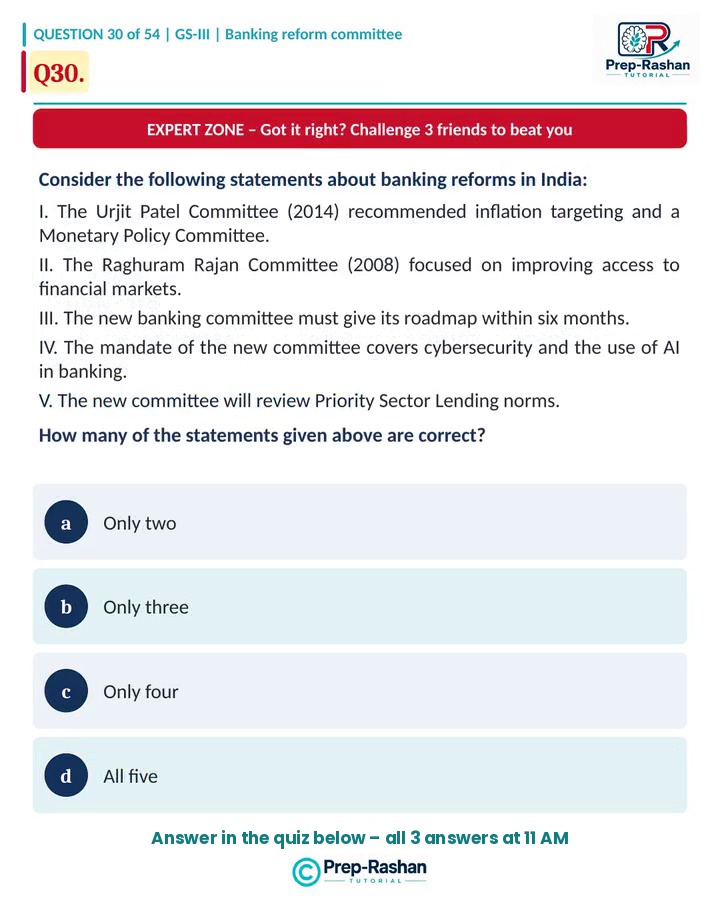 QUESTION 30 of 54 | GS-III | Banking reform committee
Prep-Rashan
TUTORIAL
Q30.
EXPERT ZONE – Got it right? Challenge 3 friends to beat you
Consider the following statements about banking reforms in India:
I. The Urjit Patel Committee (2014) recommended inflation targeting and a
Monetary Policy Committee.
II. The Raghuram Rajan Committee (2008) focused on improving access to
financial markets.
III. The new banking committee must give its roadmap within six months.
IV. The mandate of the new committee covers cybersecurity and the use of AI
in banking.
V. The new committee will review Priority Sector Lending norms.
How many of the statements given above are correct?
a Only two
b Only three
c Only four
d All five
Answer in the quiz below – all 3 answers at 11 AM
© Prep-Rashan
TUTORIAL